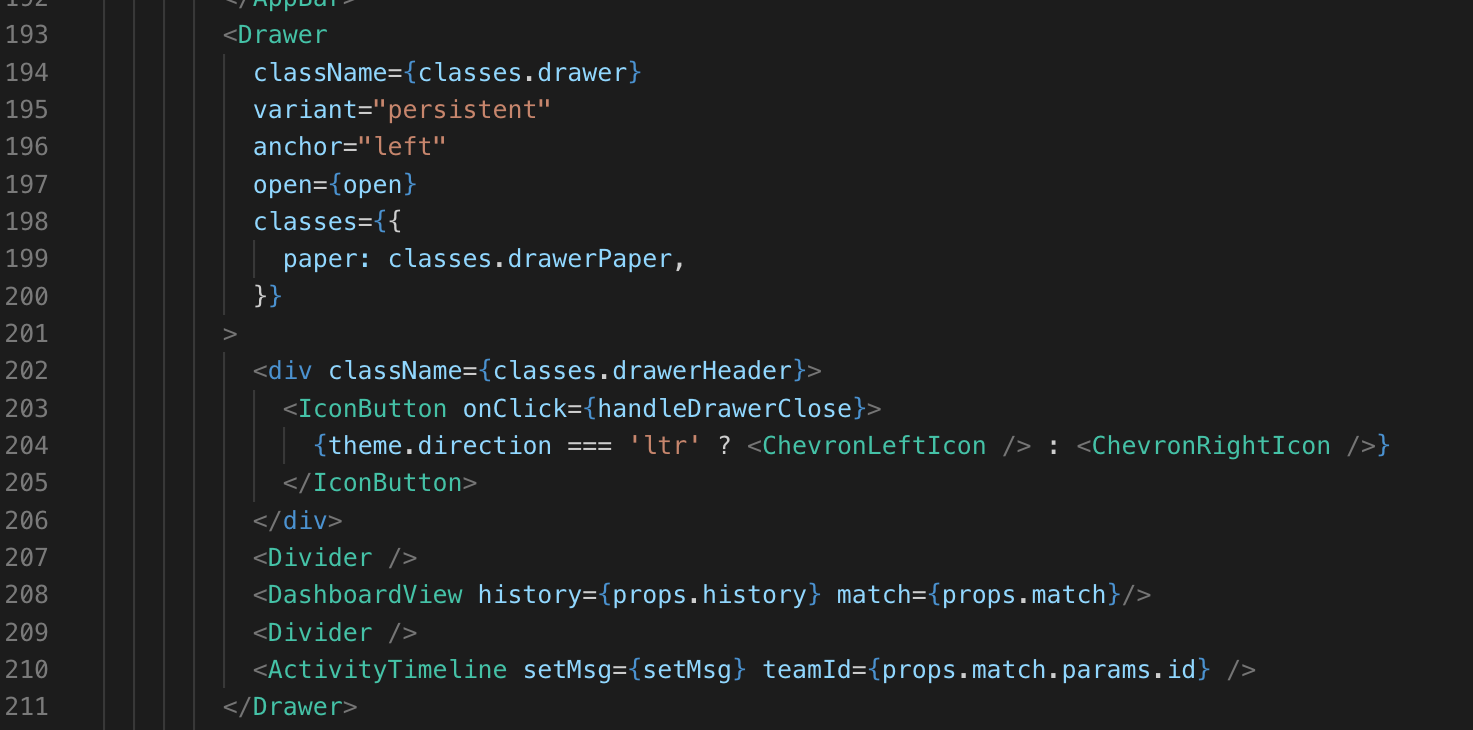 192 </AppBar>
193 <Drawer
194 className={classes.drawer}
195 variant="persistent"
196 anchor="left"
197 open={open}
198 classes={{
199 paper: classes.drawerPaper,
200 }}
201 >
202 <div className={classes.drawerHeader}>
203 <IconButton onClick={handleDrawerClose}>
204 {theme.direction === 'ltr' ? <ChevronLeftIcon /> : <ChevronRightIcon />}
205 </IconButton>
206 </div>
207 <Divider />
208 <DashboardView history={props.history} match={props.match}/>
209 <Divider />
210 <ActivityTimeline setMsg={setMsg} teamId={props.match.params.id} />
211 </Drawer>